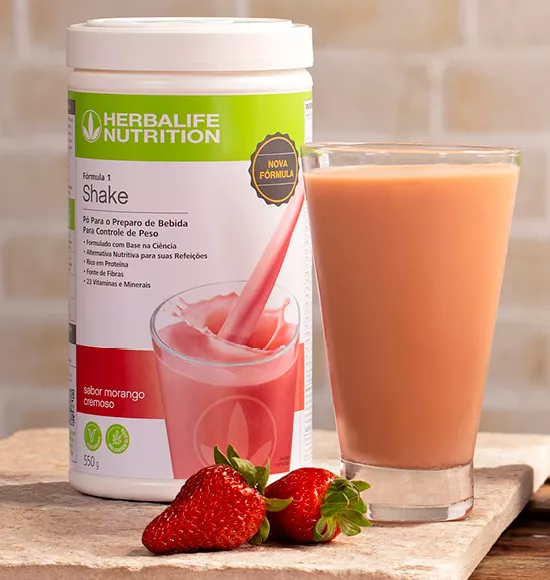 HERBALIFE
NUTRITION
NOVA
FÓRMULA
Fórmula 1
Shake
Pó Para o Preparo de Bebida
Para Controle de Peso
• Formulado com Base na Ciência
• Alternativa Nutritiva para suas Refeições
• Rico em Proteína
• Fonte de Fibras
• 23 Vitaminas e Minerais
sabor morango
cremoso
550 g